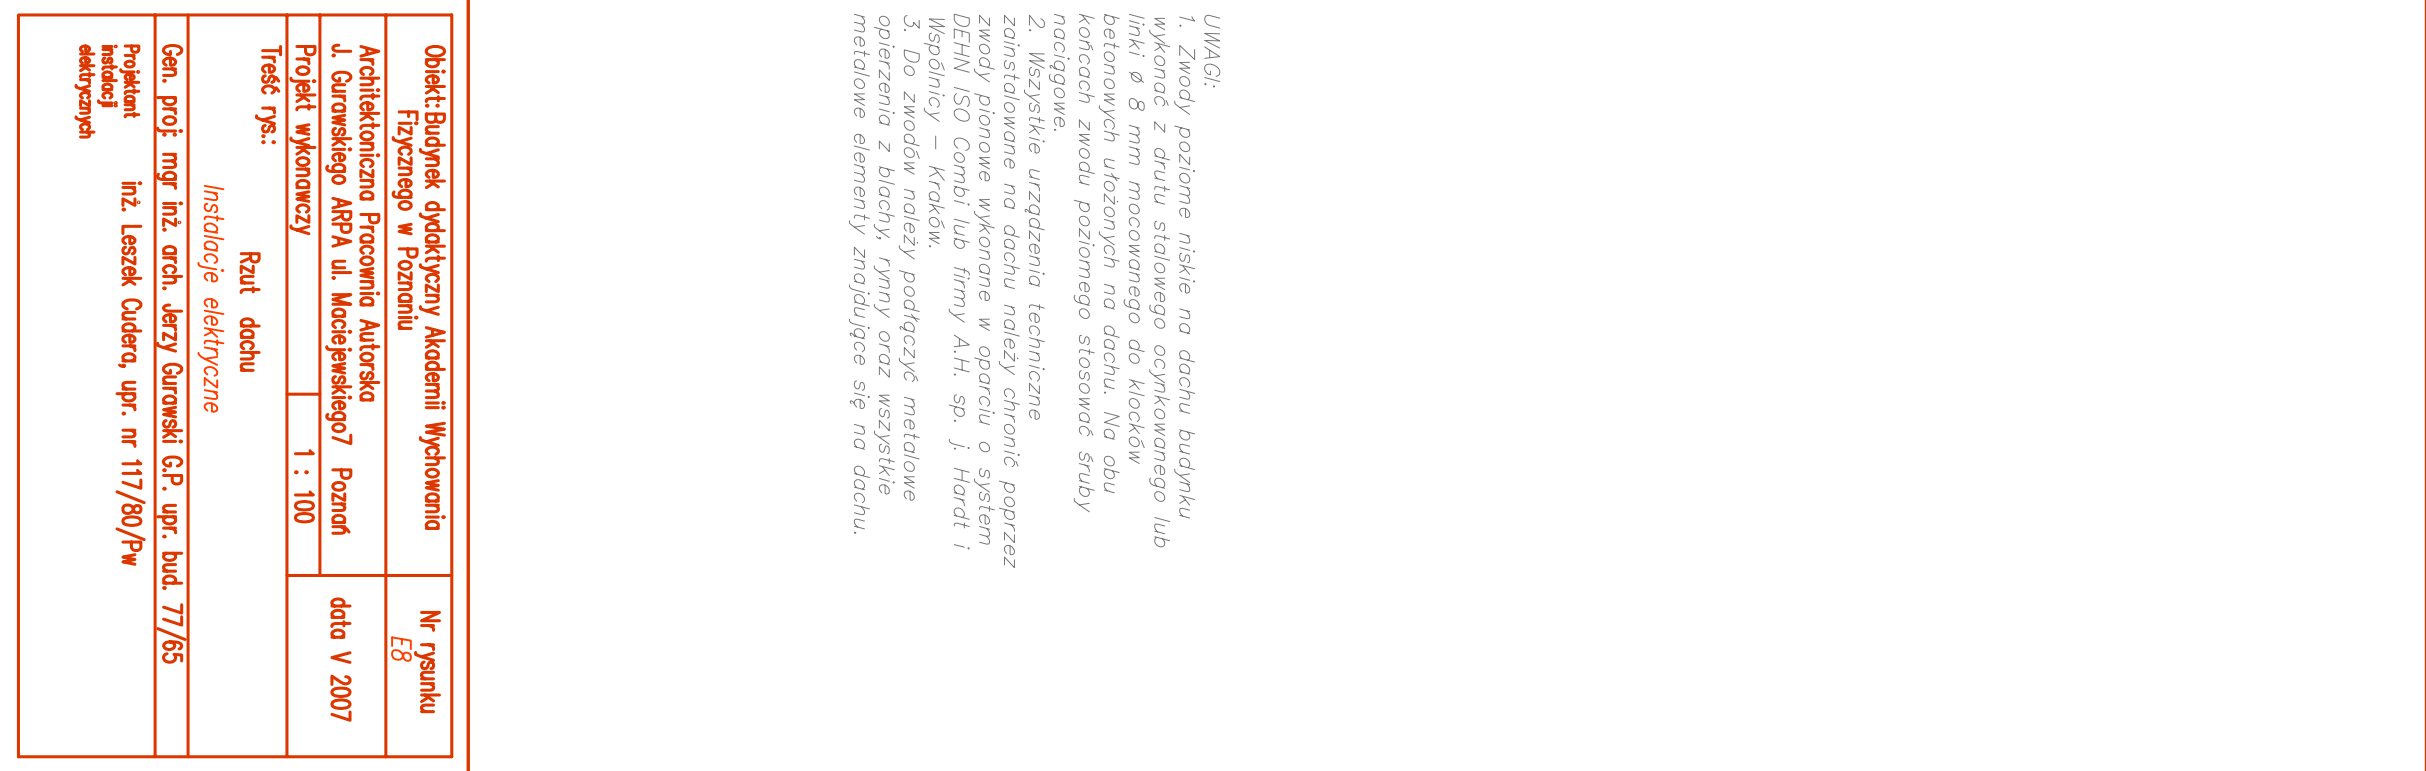 UWAGI:
1. Zwody poziome niskie na dachu budynku
wykonać z drutu stalowego ocynkowanego lub
linki ø 8 mm mocowanego do klocków
betonowych ułożonych na dachu. Na obu
końcach zwodu poziomego stosować śruby
naciągowe.
2. Wszystkie urządzenia techniczne
zainstalowane na dachu należy chronić poprzez
zwody pionowe wykonane w oparciu o system
DEHN ISO Combi lub firmy A.H. sp. j. Hardt i
Wspólnicy – Kraków.
3. Do zwodów należy podłączyć metalowe
opierzenia z blachy, rynny oraz wszystkie
metalowe elementy znajdujące się na dachu.
Obiekt:Budynek dydaktyczny Akademii Wychowania
Fizycznego w Poznaniu
Nr rysunku
E8
Architektoniczna Pracownia Autorska
J. Gurawskiego ARPA ul. Maciejewskiego7 Poznań
data V 2007
Projekt wykonawczy
1 : 100
Treść rys.:
Rzut dachu
Instalacje elektryczne
Gen. proj: mgr inż. arch. Jerzy Gurawski G.P. upr. bud. 77/65
Projektant
instalacji
elektrycznych
inż. Leszek Cudera, upr. nr 117/80/Pw